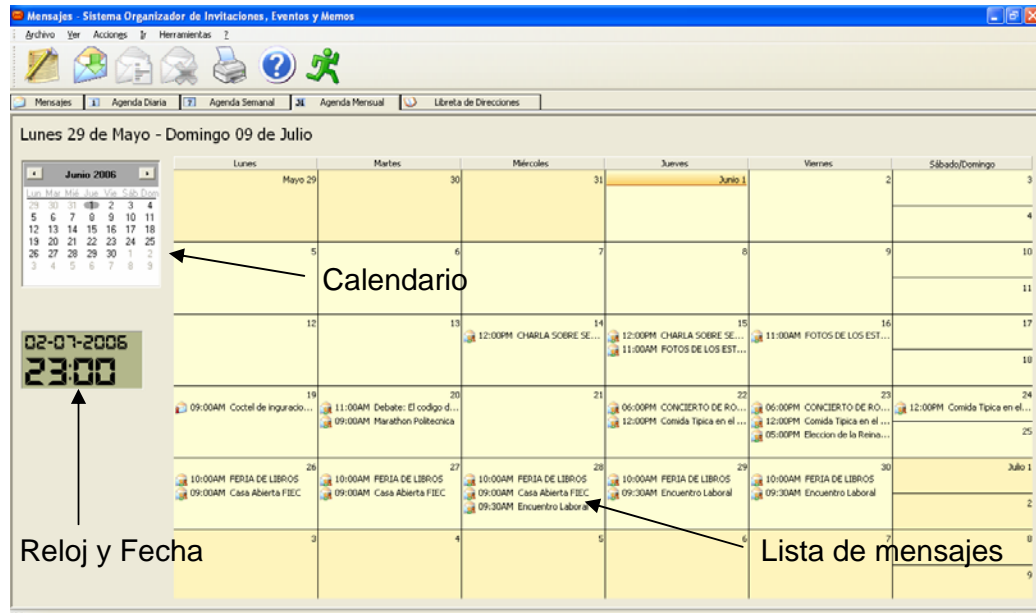 Mensajes - Sistema Organizador de Invitaciones, Eventos y Memos
Archivo Ver Acciones Ir Herramientas ?
Mensajes Agenda Diaria Agenda Semanal Agenda Mensual Libreta de Direcciones
Lunes 29 de Mayo - Domingo 09 de Julio
Junio 2006
Lun Mar Mié Jue Vie Sáb Dom
29 30 31 1 2 3 4
5 6 7 8 9 10 11
12 13 14 15 16 17 18
19 20 21 22 23 24 25
26 27 28 29 30 1 2
3 4 5 6 7 8 9
Calendario
02-07-2006
23:00
Reloj y Fecha
Lunes Martes Miércoles Jueves Viernes Sábado/Domingo
Mayo 29 30 31 Junio 1 2 3
4
5 6 7 8 9 10
11
12 13 14 15 16 17
12:00PM CHARLA SOBRE SE... 12:00PM CHARLA SOBRE SE... 11:00AM FOTOS DE LOS EST...
11:00AM FOTOS DE LOS EST...
18
19 20 21 22 23 24
09:00AM Coctel de inguracio... 11:00AM Debate: El codigo d... 06:00PM CONCIERTO DE RO... 06:00PM CONCIERTO DE RO... 12:00PM Comida Tipica en el...
09:00AM Marathon Politecnica 12:00PM Comida Tipica en el ... 12:00PM Comida Tipica en el ...
05:00PM Eleccion de la Reina...
25
26 27 28 29 30 Julio 1
10:00AM FERIA DE LIBROS 10:00AM FERIA DE LIBROS 10:00AM FERIA DE LIBROS 10:00AM FERIA DE LIBROS 10:00AM FERIA DE LIBROS
09:00AM Casa Abierta FIEC 09:00AM Casa Abierta FIEC 09:00AM Casa Abierta FIEC 09:30AM Encuentro Laboral 09:30AM Encuentro Laboral
09:30AM Encuentro Laboral
2
3 4 5 6 7 8
9
Lista de mensajes